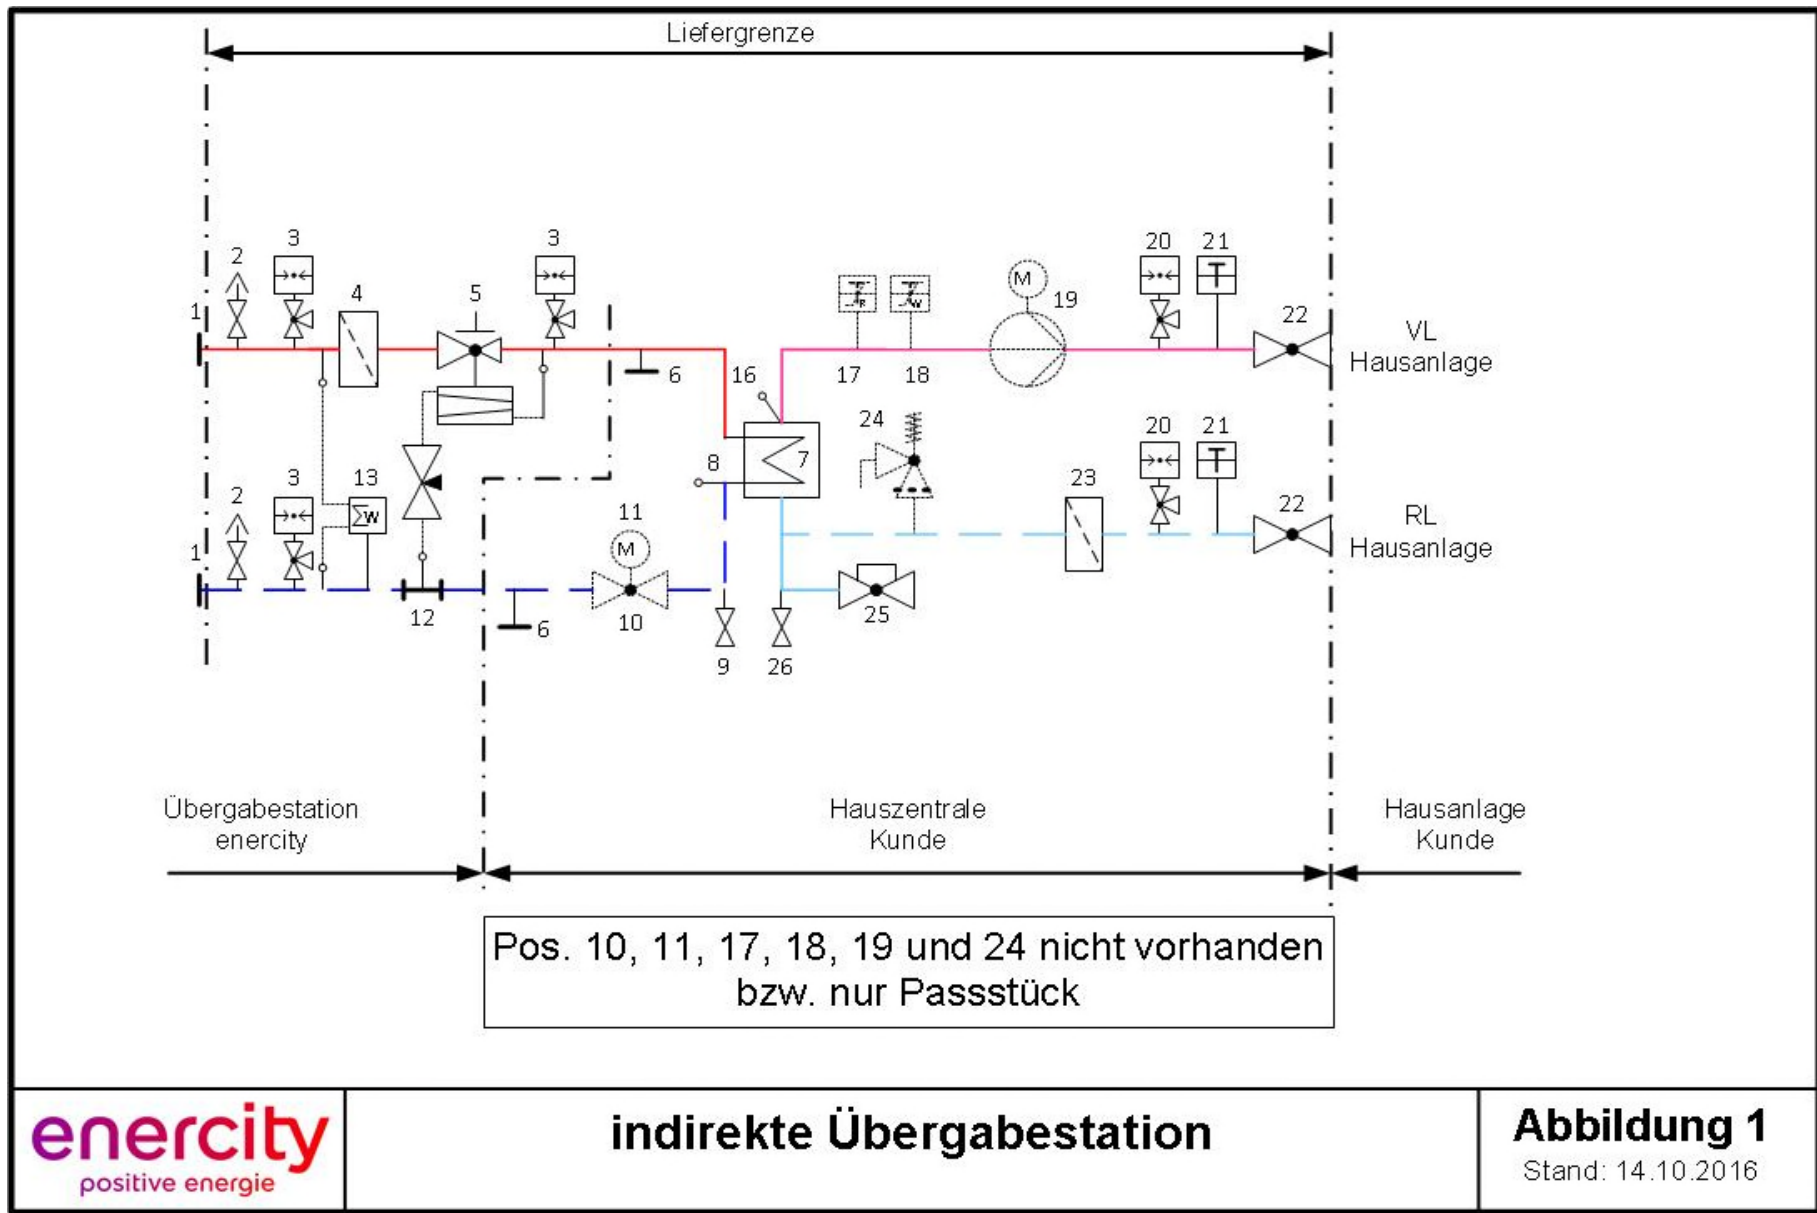 Liefergrenze
3
3
20
21
2
4
5
M
19
1
R
W
22
VL
Hausanlage
6
16
17
18
24
20
21
8
7
2
3
13
23
22
RL
Hausanlage
ΣW
11
M
1
12
6
10
25
9
26
Übergabestation
enercity
Hauszentrale
Kunde
Hausanlage
Kunde
Pos. 10, 11, 17, 18, 19 und 24 nicht vorhanden
bzw. nur Passstück
enercity
positive energie
indirekte Übergabestation
Abbildung 1
Stand: 14.10.2016